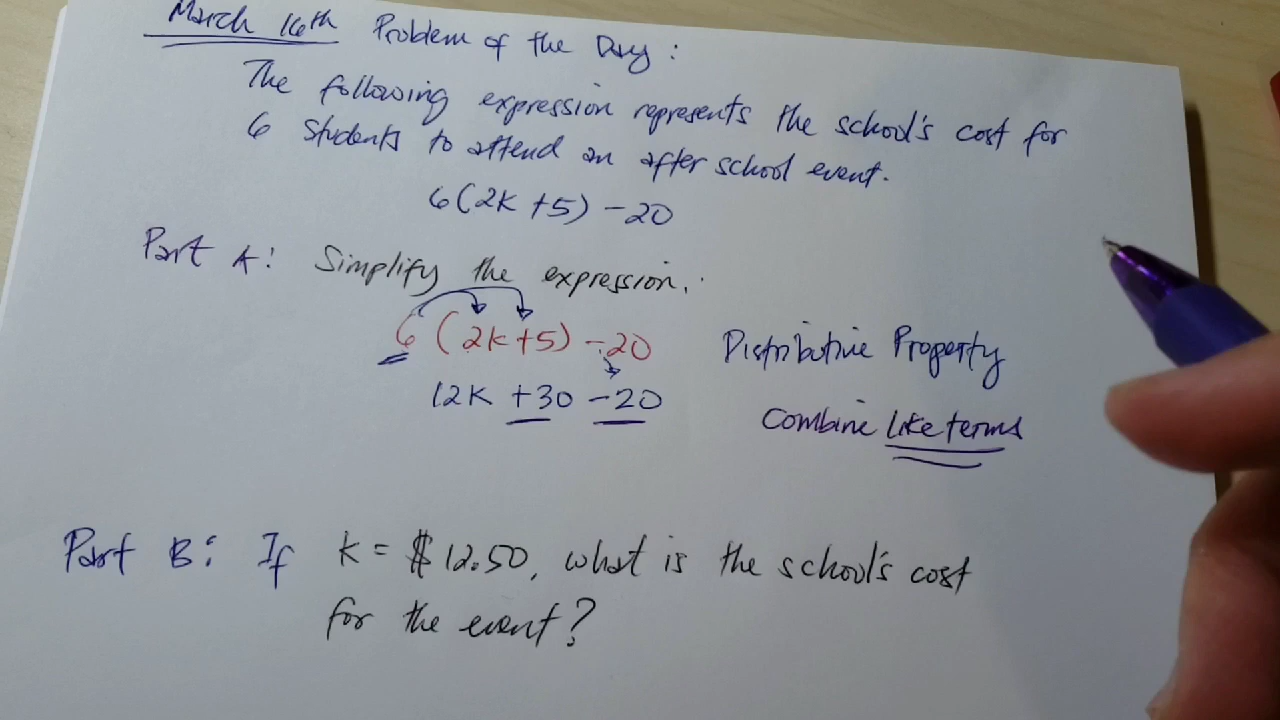 March 16th Problem of the Day:
The following expression represents the school's cost for
6 students to attend an after school event.
6(2k+5) -20
Part A: Simplify the expression.
6(2k+5) -20 Distributive Property
12k +30 -20 Combine like terms
Part B: If k = $12.50, what is the school's cost
for the event?